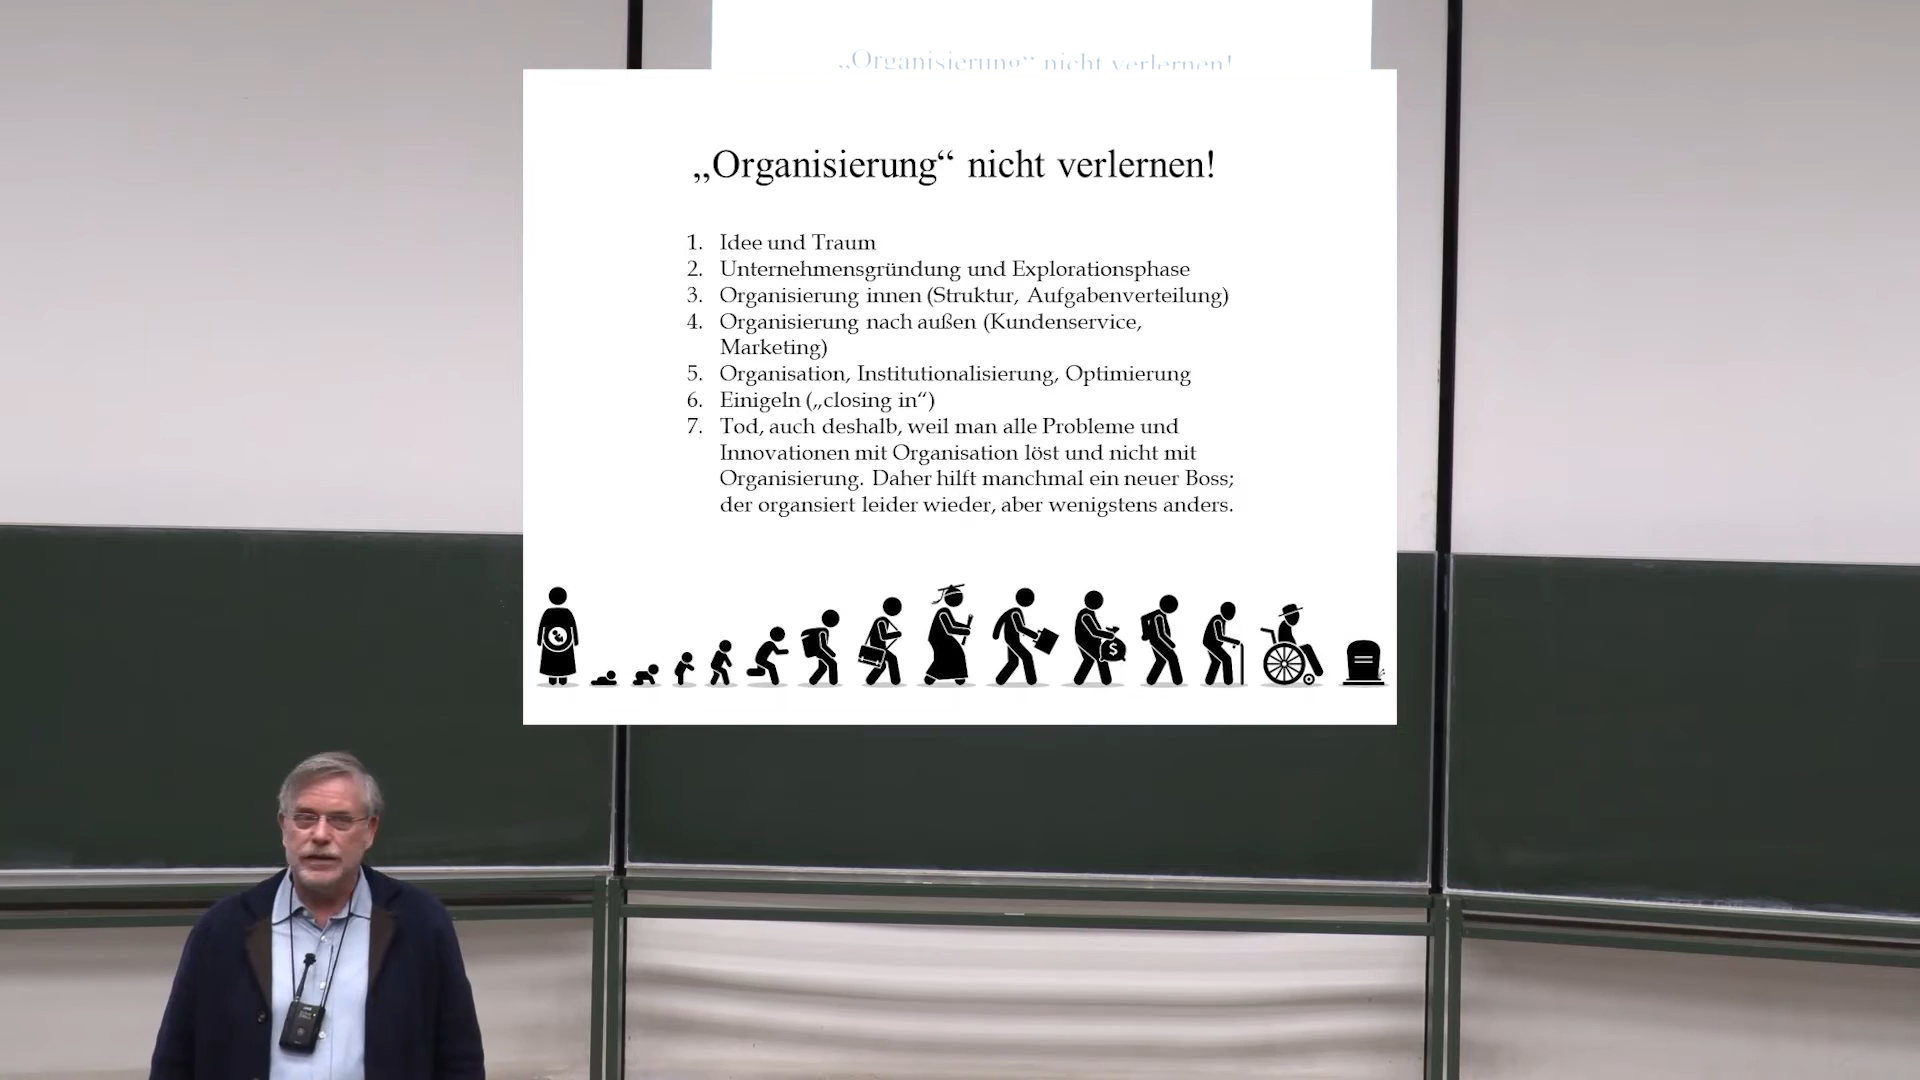 „Organisierung“ nicht verlernen!
„Organisierung“ nicht verlernen!
1. Idee und Traum
2. Unternehmensgründung und Explorationsphase
3. Organisierung innen (Struktur, Aufgabenverteilung)
4. Organisierung nach außen (Kundenservice,
Marketing)
5. Organisation, Institutionalisierung, Optimierung
6. Einigeln („closing in“)
7. Tod, auch deshalb, weil man alle Probleme und
Innovationen mit Organisation löst und nicht mit
Organisierung. Daher hilft manchmal ein neuer Boss;
der organsiert leider wieder, aber wenigstens anders.
$